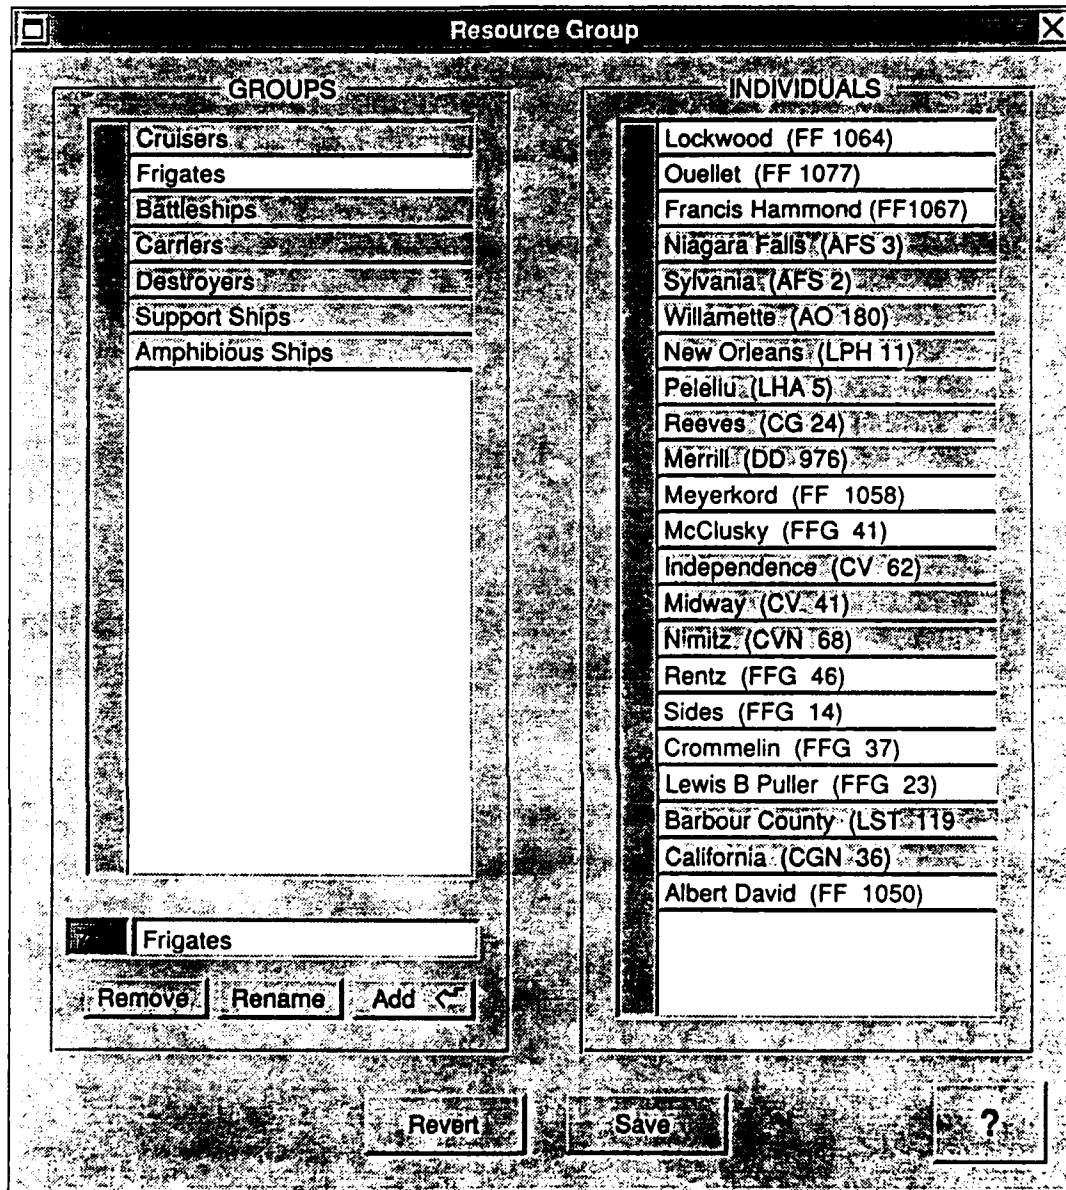 Resource Group
GROUPS
Cruisers
Frigates
Battleships
Carriers
Destroyers
Support Ships
Amphibious Ships
Frigates
Remove Rename Add
INDIVIDUALS
Lockwood (FF 1064)
Ouellet (FF 1077)
Francis Hammond (FF1067)
Niagara Falls (AFS 3)
Sylvania (AFS 2)
Willamette (AO 180)
New Orleans (LPH 11)
Peleliu (LHA 5)
Reeves (CG 24)
Merrill (DD 976)
Meyerkord (FF 1058)
McClusky (FFG 41)
Independence (CV 62)
Midway (CV 41)
Nimitz (CVN 68)
Rentz (FFG 46)
Sides (FFG 14)
Crommelin (FFG 37)
Lewis B Puller (FFG 23)
Barbour County (LST 119
California (CGN 36)
Albert David (FF 1050)
Revert Save ?